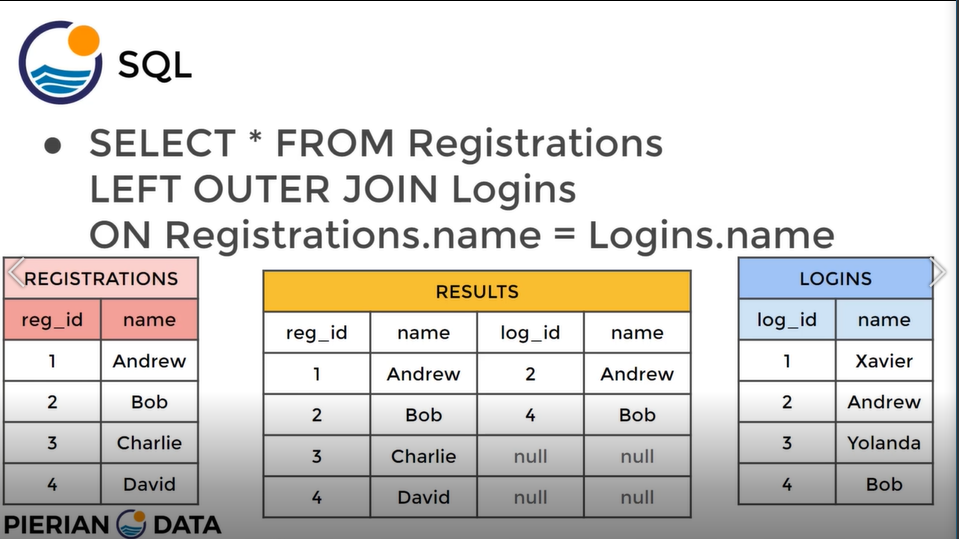 SQL
● SELECT * FROM Registrations
LEFT OUTER JOIN Logins
ON Registrations.name = Logins.name
REGISTRATIONS
reg_id name
1 Andrew
2 Bob
3 Charlie
4 David
RESULTS
reg_id name log_id name
1 Andrew 2 Andrew
2 Bob 4 Bob
3 Charlie null null
4 David null null
LOGINS
log_id name
1 Xavier
2 Andrew
3 Yolanda
4 Bob
PIERIAN DATA